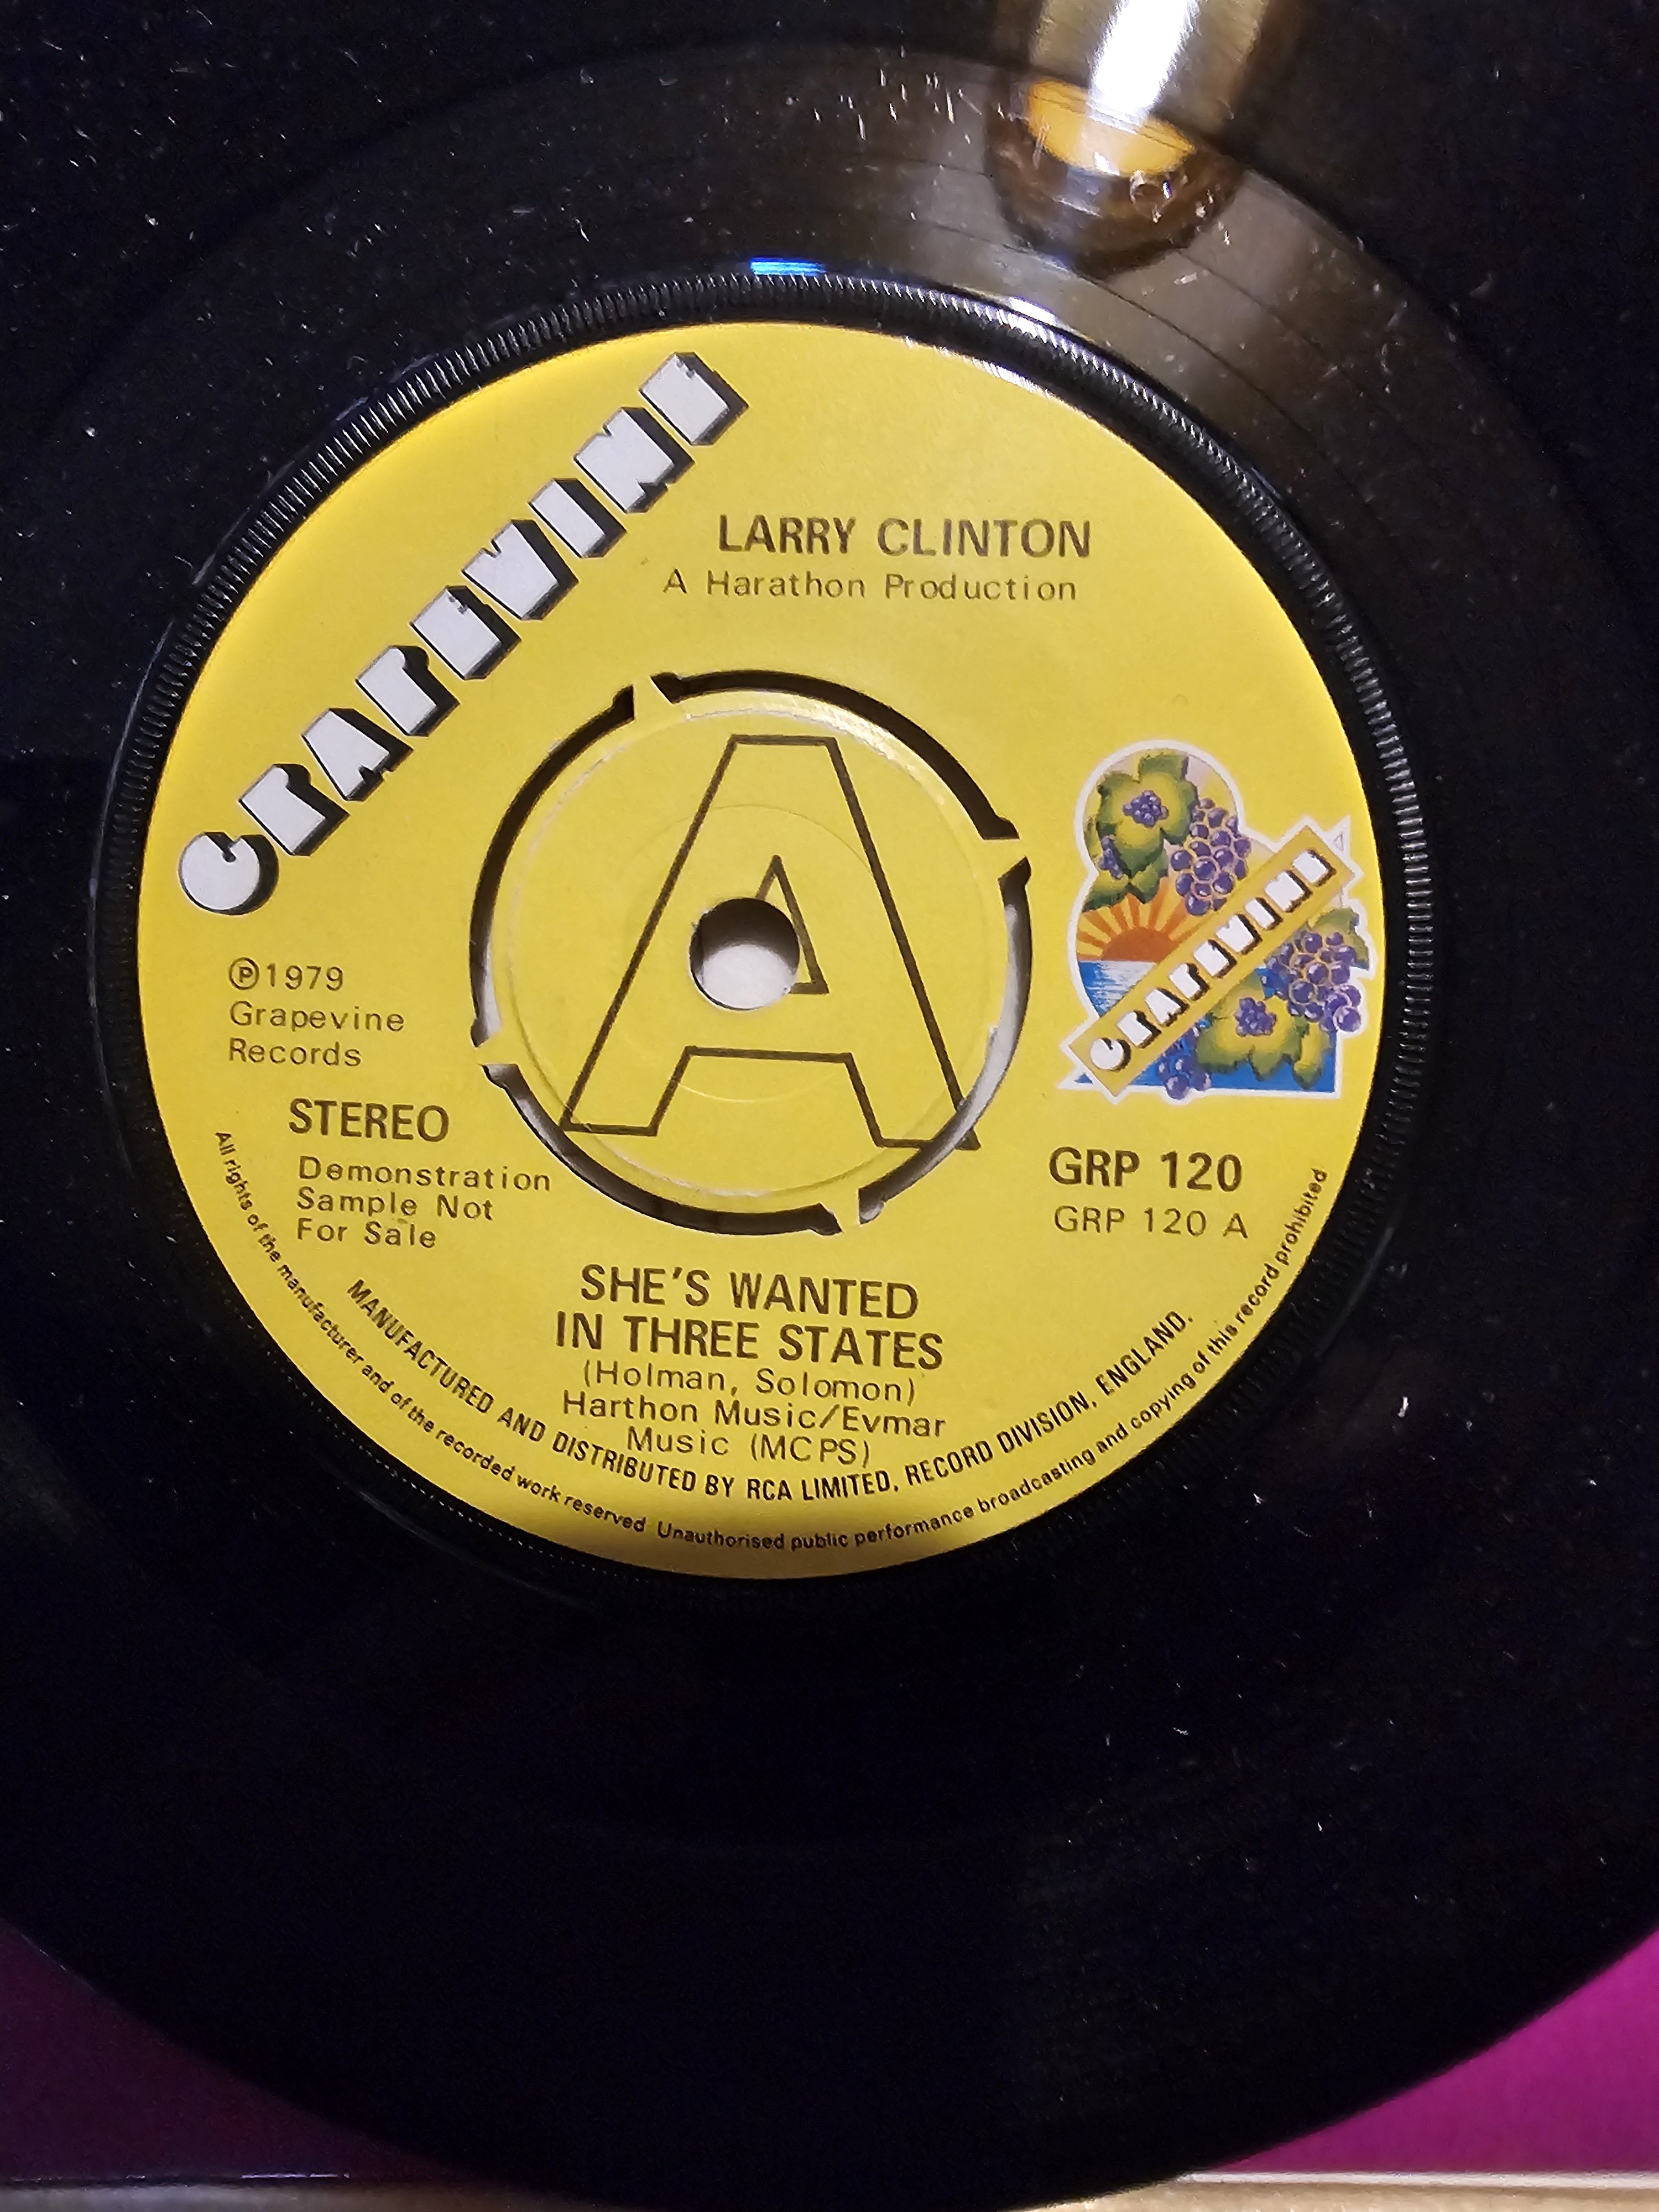 GRAPEVINE
LARRY CLINTON
A Harathon Production
A
GRAPEVINE
℗1979
Grapevine
Records
STEREO
Demonstration
Sample Not
For Sale
GRP 120
GRP 120 A
SHE'S WANTED
IN THREE STATES
(Holman, Solomon)
Harthon Music/Evmar
Music (MCPS)
MANUFACTURED AND DISTRIBUTED BY RCA LIMITED, RECORD DIVISION, ENGLAND.
All rights of the manufacturer and of the recorded work reserved Unauthorised public performance broadcasting and copying of this record prohibited